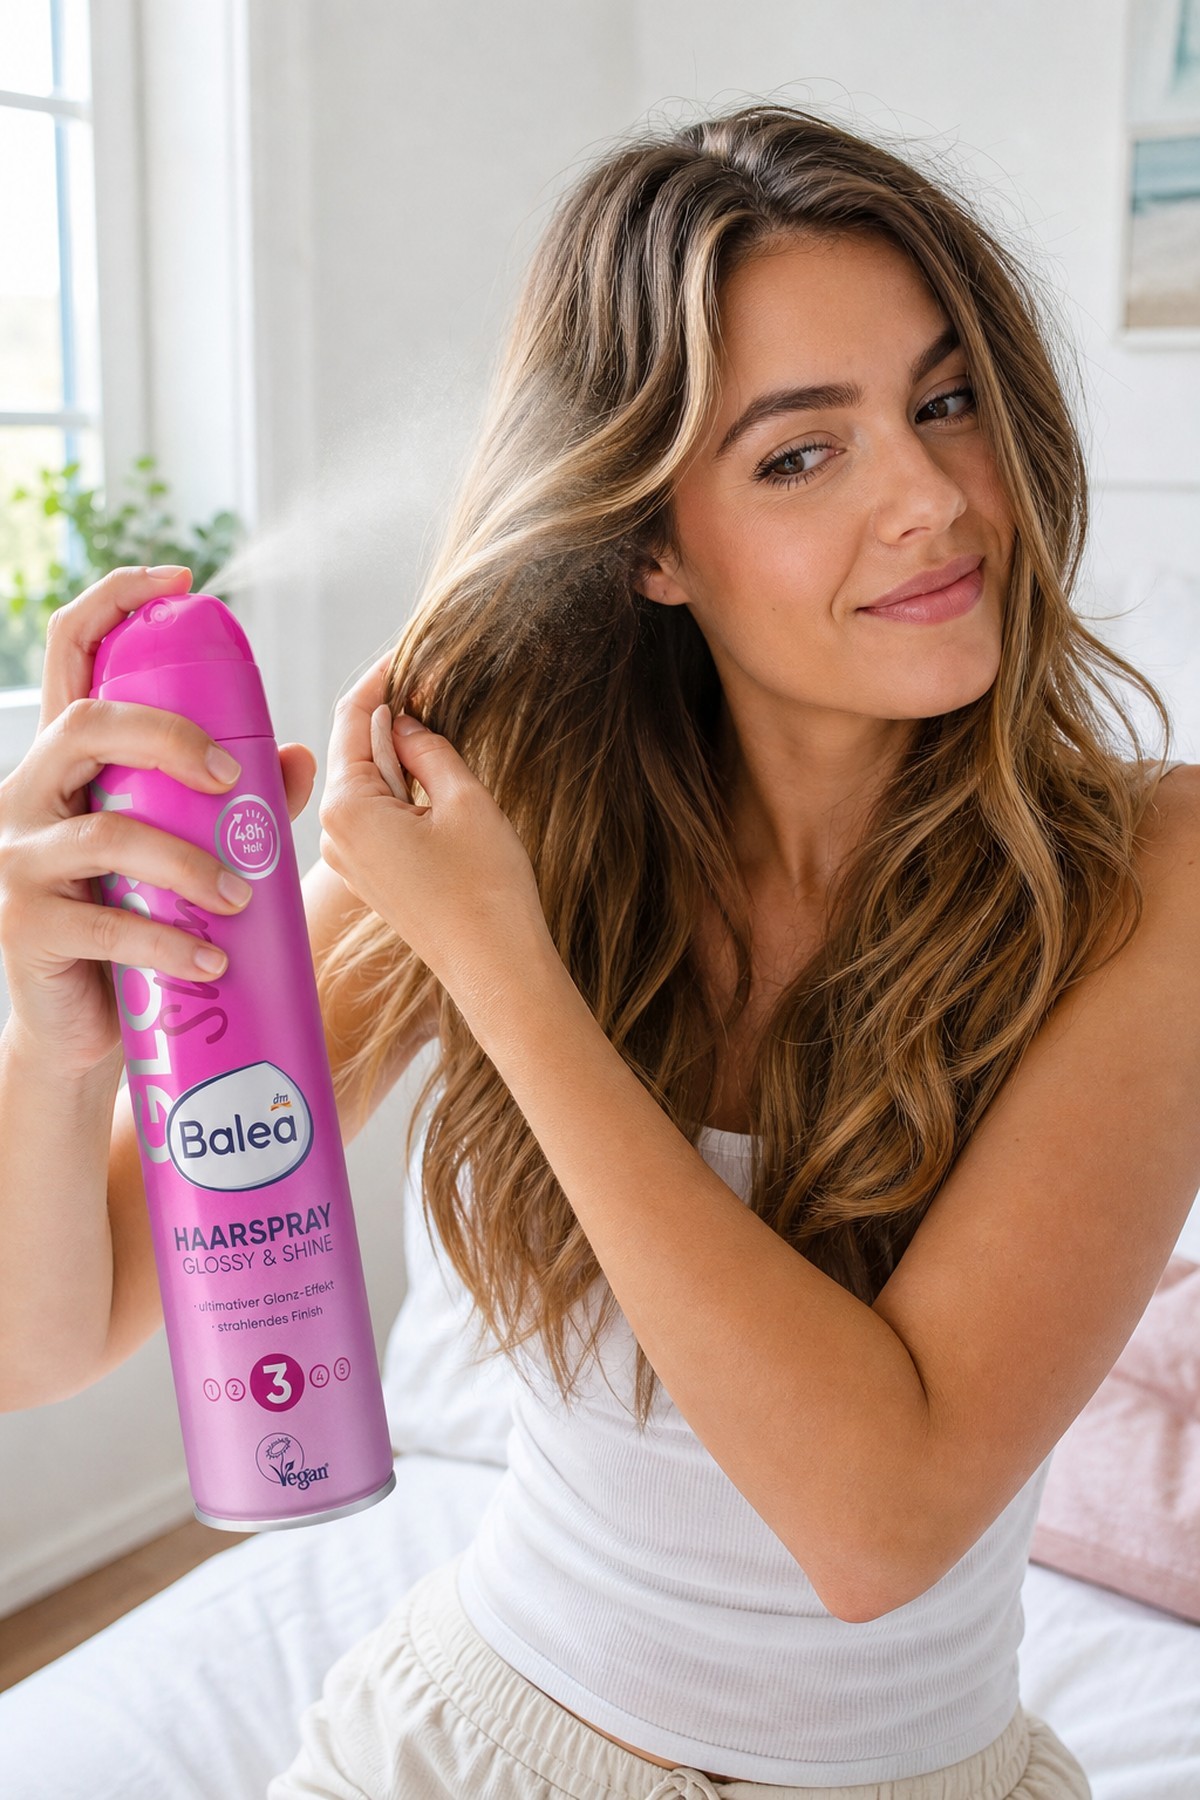 48h
Halt
GLOSSY
Shine
dm
Balea
HAARSPRAY
GLOSSY & SHINE
· ultimativer Glanz-Effekt
· strahlendes Finish
1 2 3 4 5
Vegan